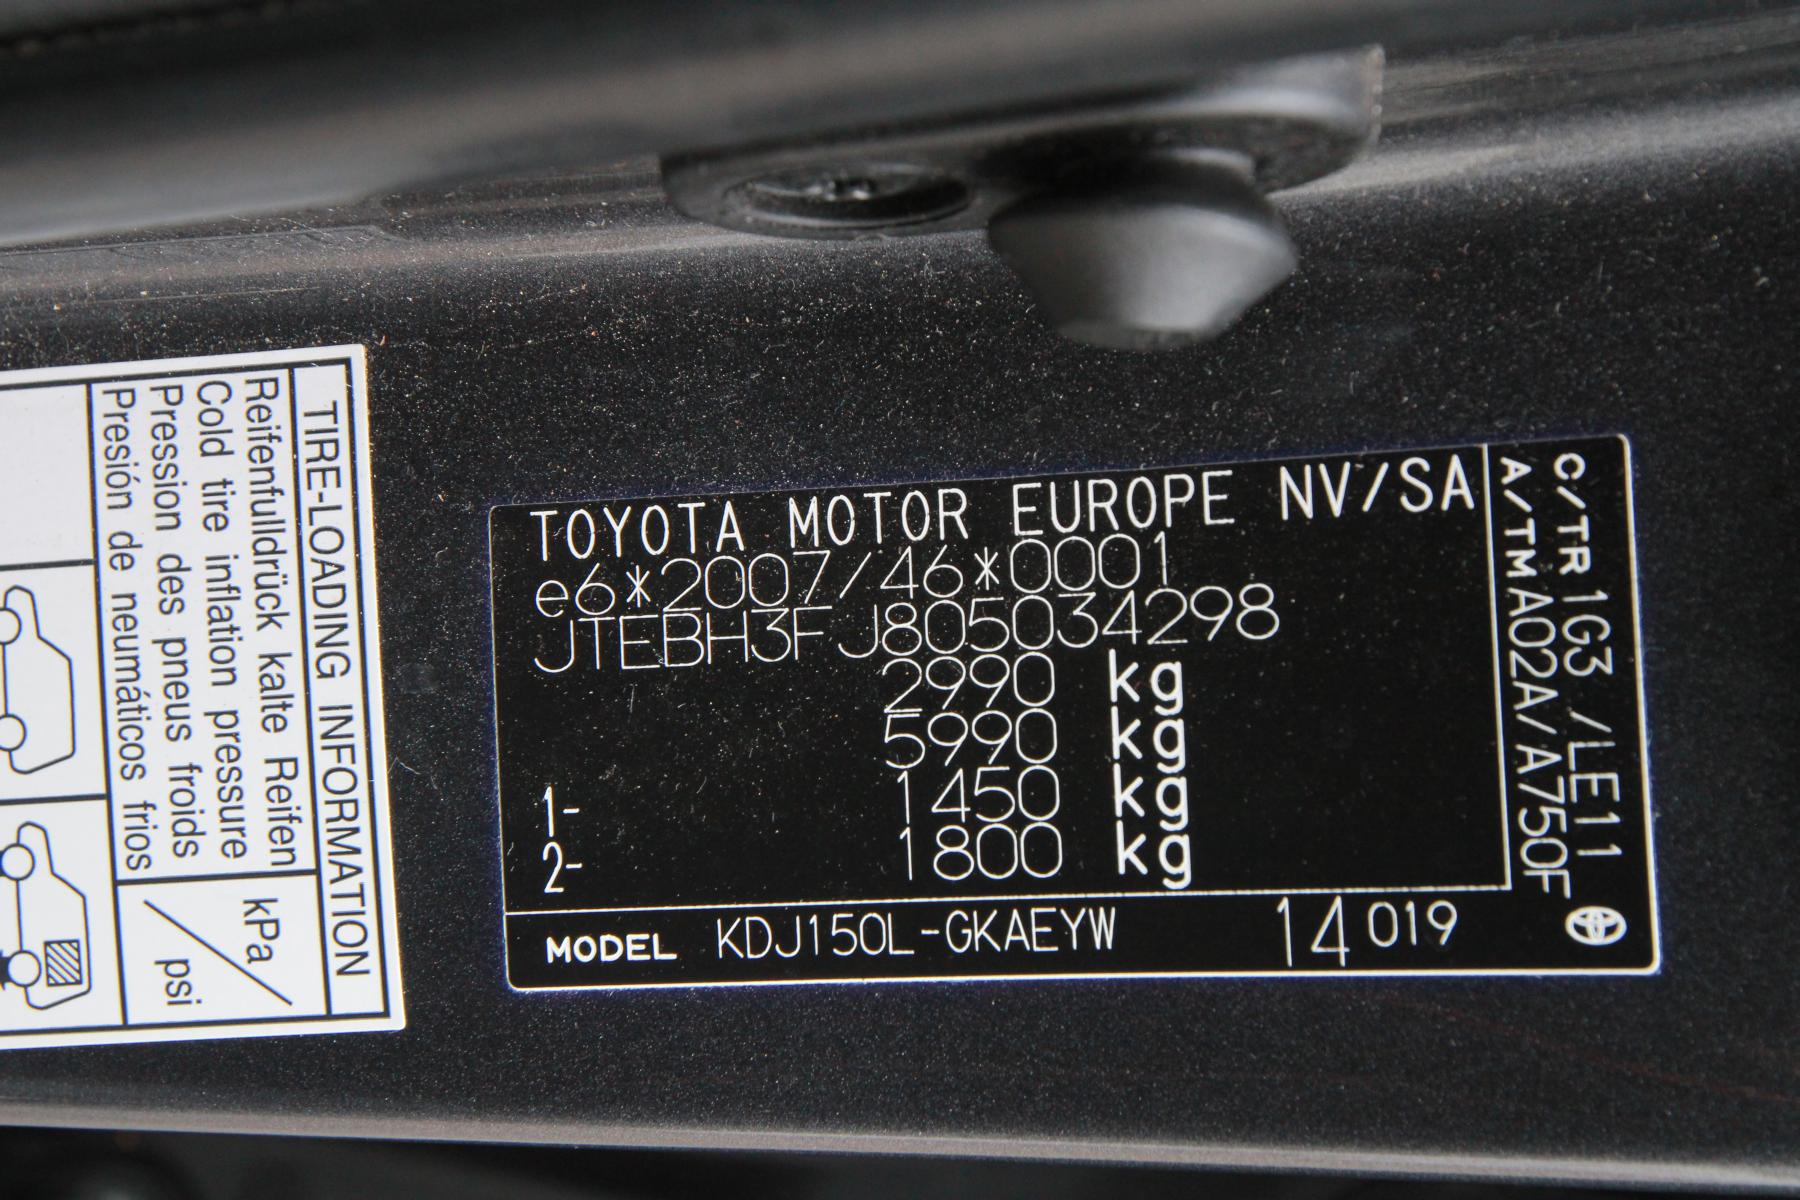 TIRE-LOADING INFORMATION
Reifenfülldrück kalte Reifen
Cold tire inflation pressure
Pression des pneus froids
Presión de neumáticos frios
kPa
psi
TOYOTA MOTOR EUROPE NV/SA
e6*2007/46*0001
JTEBH3FJ805034298
2990 kg
5990 kg
1- 1450 kg
2- 1800 kg
MODEL KDJ150L-GKAEYW 14 019
C/TR 1G3 /LE11
A/TM A02A/A750F